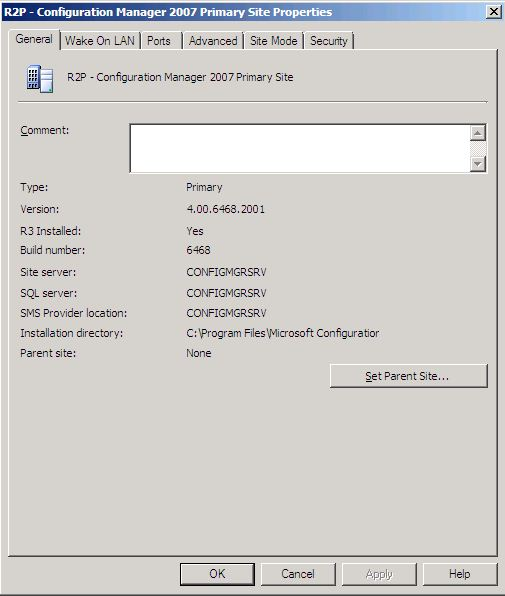 R2P - Configuration Manager 2007 Primary Site Properties
General Wake On LAN Ports Advanced Site Mode Security
R2P - Configuration Manager 2007 Primary Site
Comment:
Type: Primary
Version: 4.00.6468.2001
R3 Installed: Yes
Build number: 6468
Site server: CONFIGMGRSRV
SQL server: CONFIGMGRSRV
SMS Provider location: CONFIGMGRSRV
Installation directory: C:\Program Files\Microsoft Configuratior
Parent site: None
Set Parent Site...
OK Cancel Apply Help